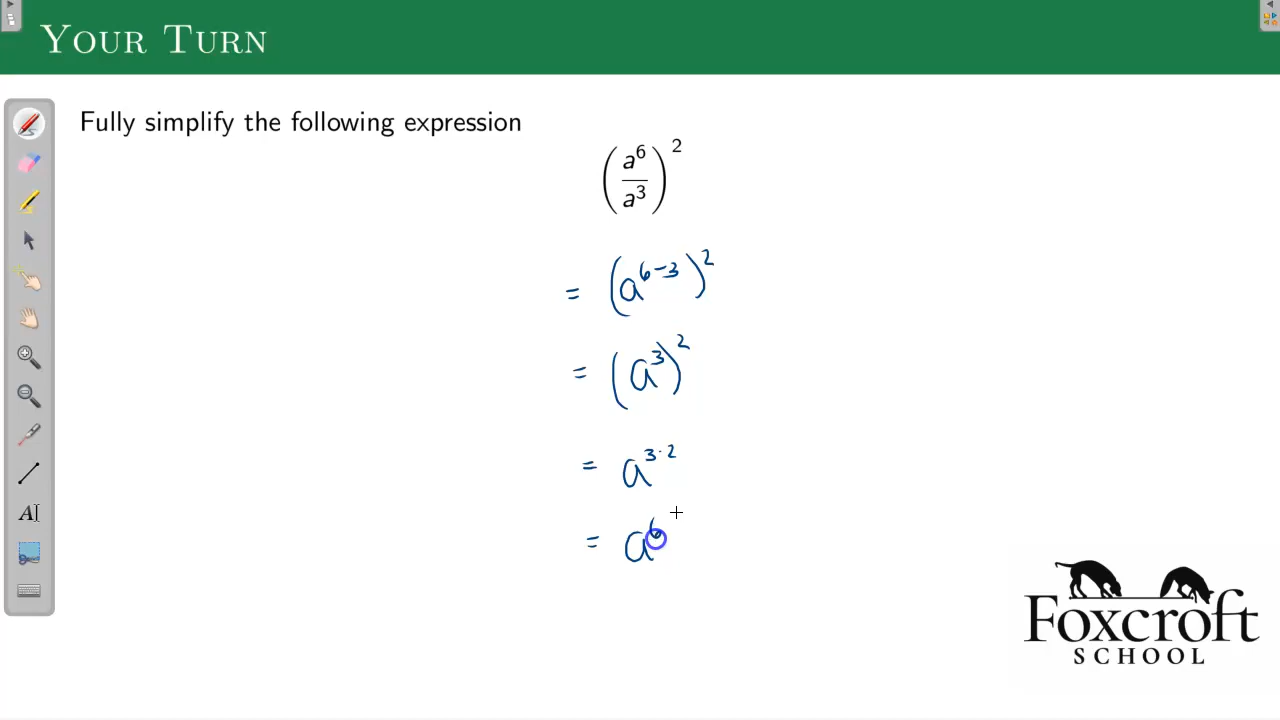 YOUR TURN
Fully simplify the following expression
(a^6/a^3)^2
= (a^{6-3})^2
= (a^3)^2
= a^{3·2}
= a^6
AI
Foxcroft
SCHOOL